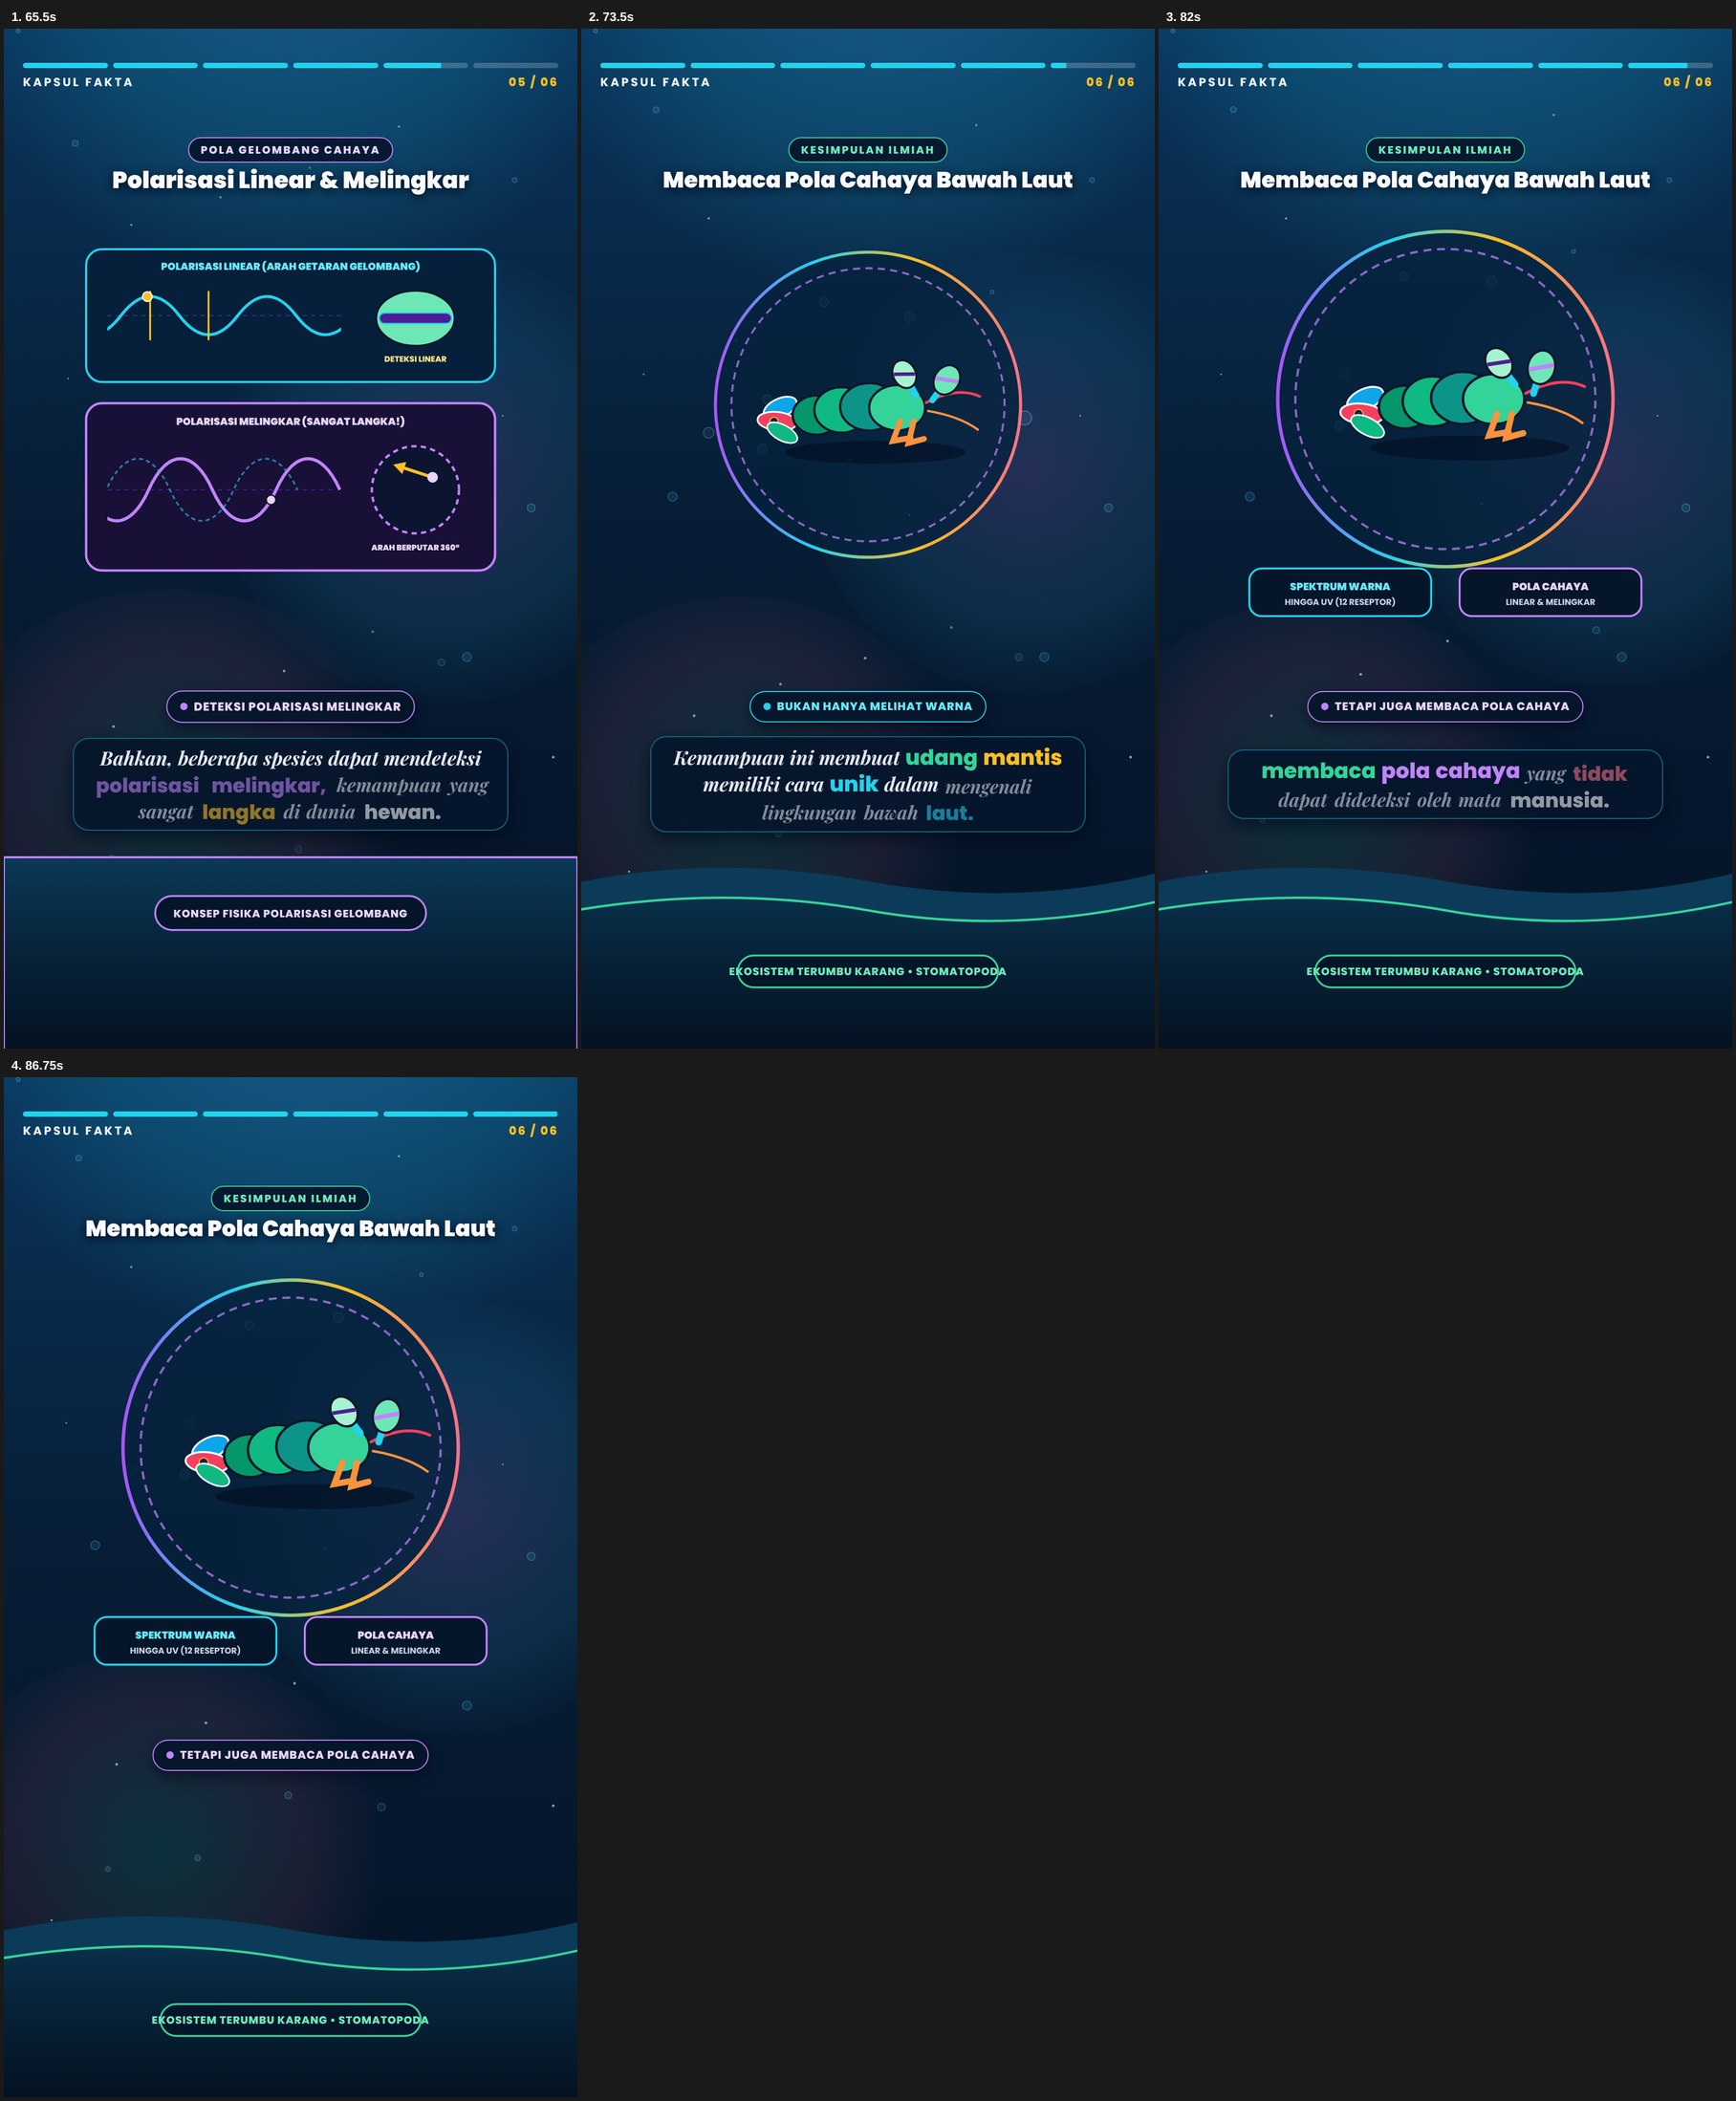 1. 65.5s
KAPSUL FAKTA
05 / 06
POLA GELOMBANG CAHAYA
Polarisasi Linear & Melingkar
POLARISASI LINEAR (ARAH GETARAN GELOMBANG)
DETEKSI LINEAR
POLARISASI MELINGKAR (SANGAT LANGKA!)
ARAH BERPUTAR 360°
DETEKSI POLARISASI MELINGKAR
Bahkan, beberapa spesies dapat mendeteksi
polarisasi melingkar, kemampuan yang
sangat langka di dunia hewan.
KONSEP FISIKA POLARISASI GELOMBANG
2. 73.5s
KAPSUL FAKTA
06 / 06
KESIMPULAN ILMIAH
Membaca Pola Cahaya Bawah Laut
BUKAN HANYA MELIHAT WARNA
Kemampuan ini membuat udang mantis
memiliki cara unik dalam mengenali
lingkungan bawah laut.
EKOSISTEM TERUMBU KARANG • STOMATOPODA
3. 82s
KAPSUL FAKTA
06 / 06
KESIMPULAN ILMIAH
Membaca Pola Cahaya Bawah Laut
SPEKTRUM WARNA
HINGGA UV (12 RESEPTOR)
POLA CAHAYA
LINEAR & MELINGKAR
TETAPI JUGA MEMBACA POLA CAHAYA
membaca pola cahaya yang tidak
dapat dideteksi oleh mata manusia.
EKOSISTEM TERUMBU KARANG • STOMATOPODA
4. 86.75s
KAPSUL FAKTA
06 / 06
KESIMPULAN ILMIAH
Membaca Pola Cahaya Bawah Laut
SPEKTRUM WARNA
HINGGA UV (12 RESEPTOR)
POLA CAHAYA
LINEAR & MELINGKAR
TETAPI JUGA MEMBACA POLA CAHAYA
EKOSISTEM TERUMBU KARANG • STOMATOPODA